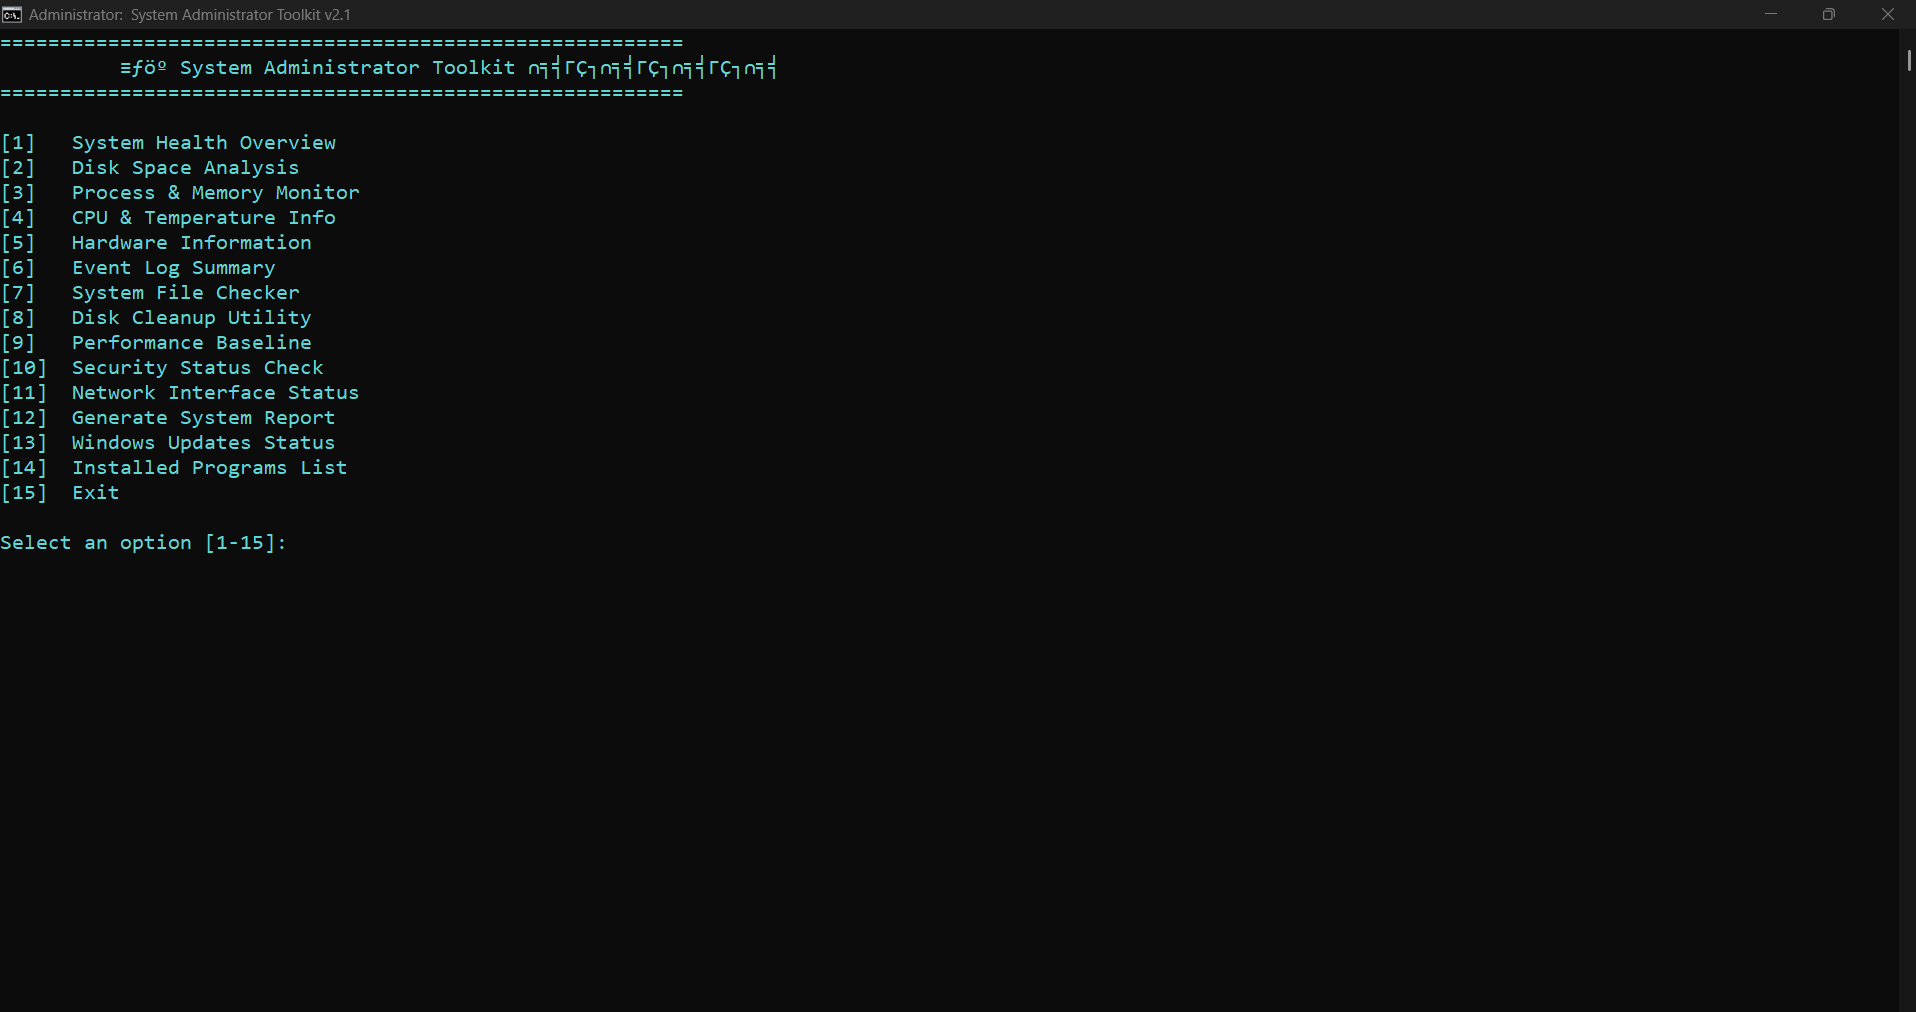 Administrator: System Administrator Toolkit v2.1
=========================================================
≡ƒöº System Administrator Toolkit ∩╕╡ΓÇ┐∩╕╡ΓÇ┐∩╕╡ΓÇ┐∩╕╡
=========================================================
[1] System Health Overview
[2] Disk Space Analysis
[3] Process & Memory Monitor
[4] CPU & Temperature Info
[5] Hardware Information
[6] Event Log Summary
[7] System File Checker
[8] Disk Cleanup Utility
[9] Performance Baseline
[10] Security Status Check
[11] Network Interface Status
[12] Generate System Report
[13] Windows Updates Status
[14] Installed Programs List
[15] Exit
Select an option [1-15]: